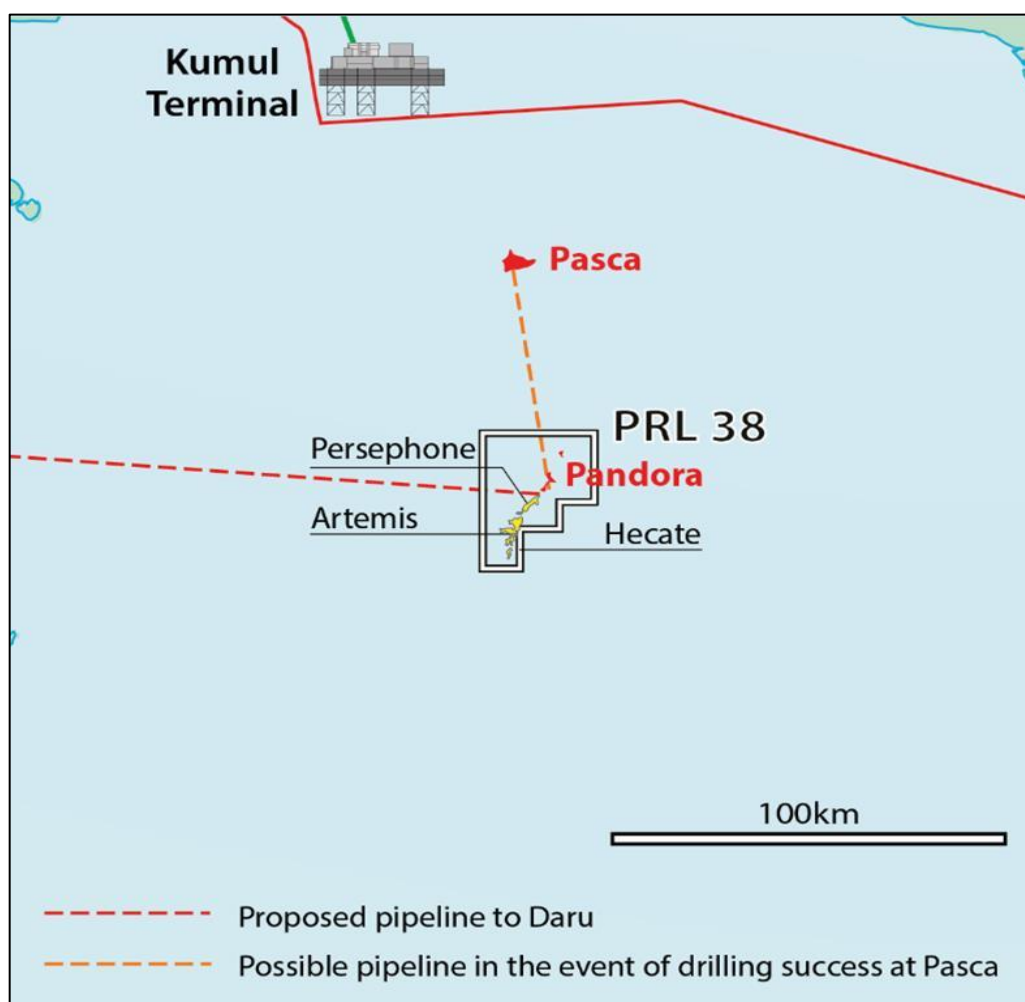 Kumul
Terminal
Pasca
PRL 38
Persephone
Pandora
Artemis
Hecate
100km
Proposed pipeline to Daru
Possible pipeline in the event of drilling success at Pasca